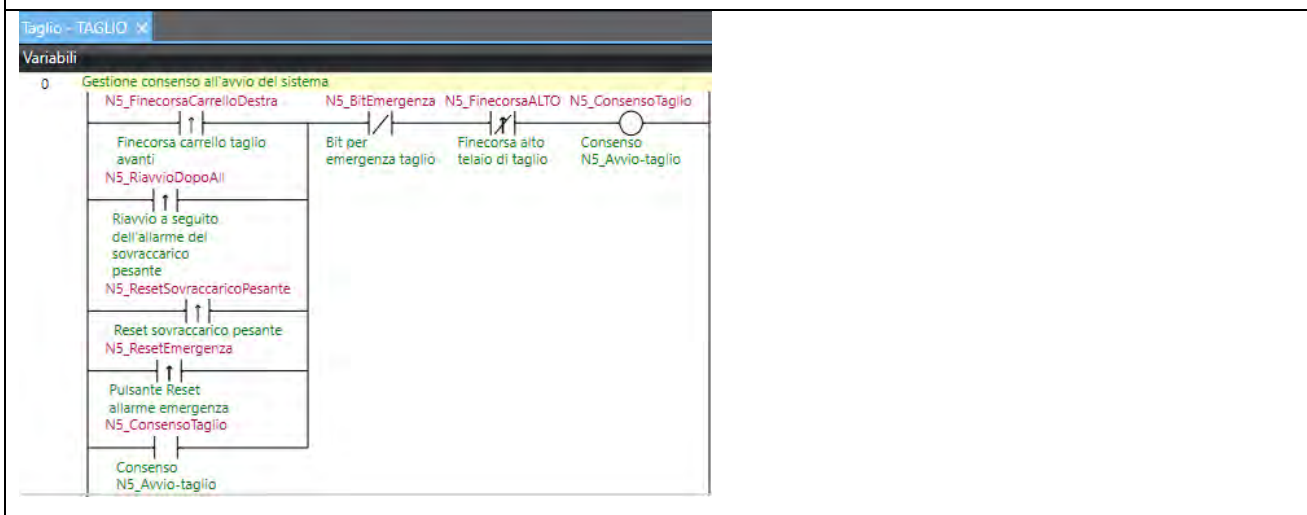 Taglio - TAGLIO ×
Variabili
0 Gestione consenso all'avvio del sistema
N5_FinecorsaCarrelloDestra N5_BitEmergenza N5_FinecorsaALTO N5_ConsensoTaglio
Finecorsa carrello taglio Bit per Finecorsa alto Consenso
avanti emergenza taglio telaio di taglio N5_Avvio-taglio
N5_RiavvioDopoAll
Riavvio a seguito
dell'allarme del
sovraccarico
pesante
N5_ResetSovraccaricoPesante
Reset sovraccarico pesante
N5_ResetEmergenza
Pulsante Reset
allarme emergenza
N5_ConsensoTaglio
Consenso
N5_Avvio-taglio